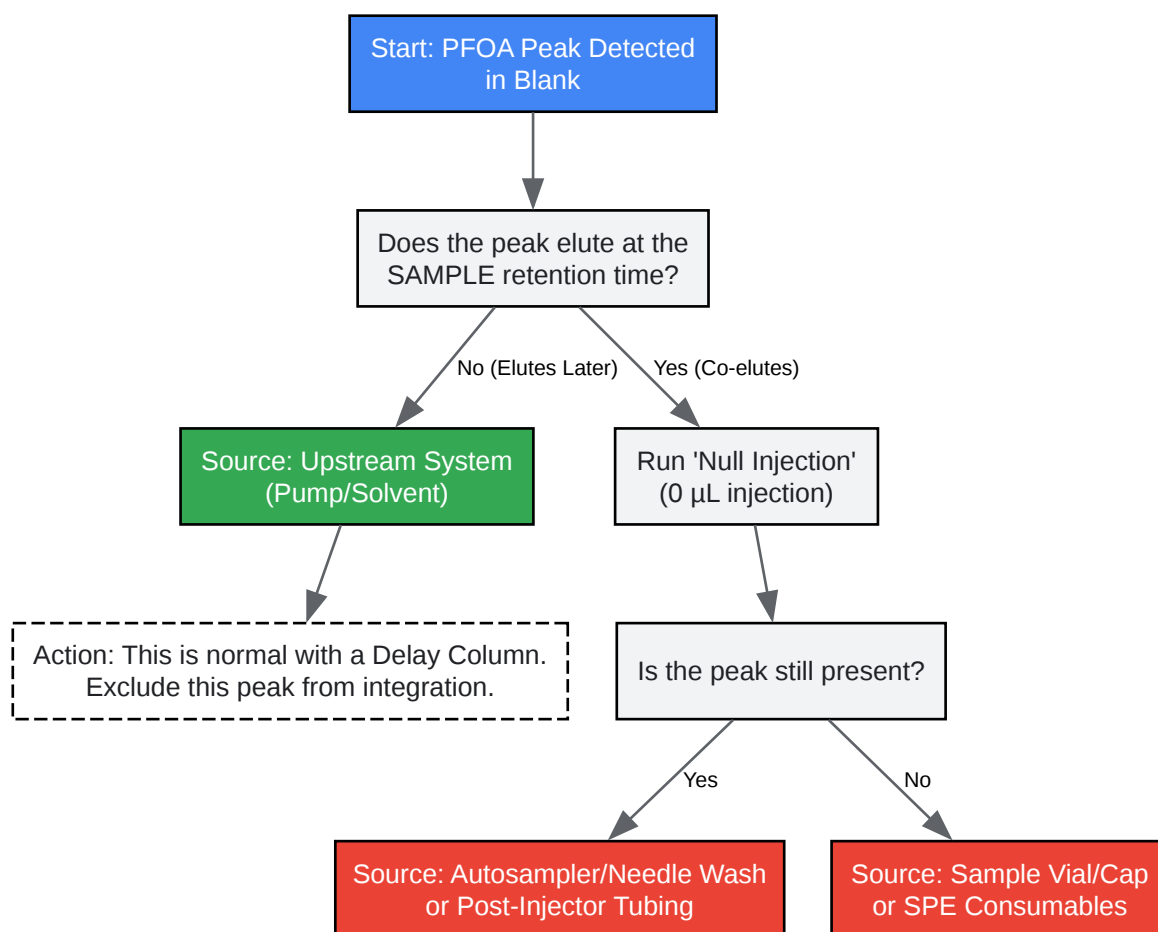 Start: PFOA Peak Detected
in Blank
Does the peak elute at the
SAMPLE retention time?
No (Elutes Later)
Yes (Co-elutes)
Source: Upstream System
(Pump/Solvent)
Run 'Null Injection'
(0 µL injection)
Action: This is normal with a Delay Column.
Exclude this peak from integration.
Is the peak still present?
Yes
No
Source: Autosampler/Needle Wash
or Post-Injector Tubing
Source: Sample Vial/Cap
or SPE Consumables